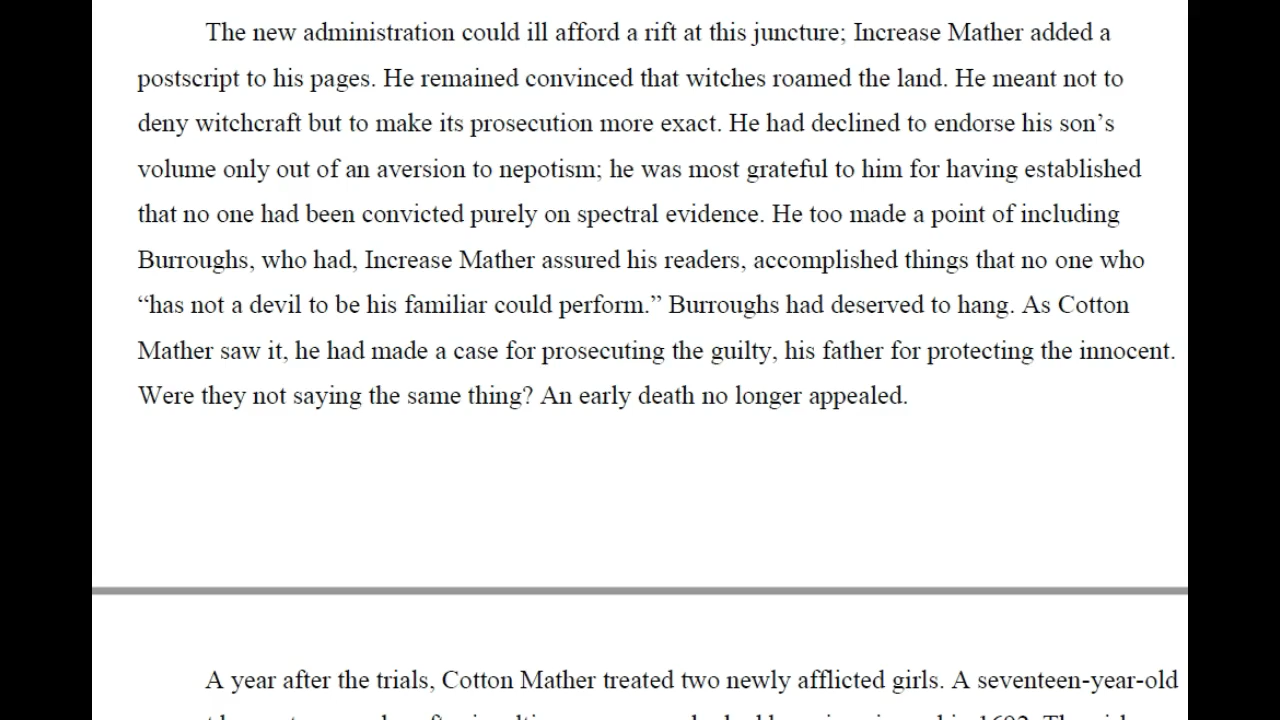 The new administration could ill afford a rift at this juncture; Increase Mather added a
postscript to his pages. He remained convinced that witches roamed the land. He meant not to
deny witchcraft but to make its prosecution more exact. He had declined to endorse his son’s
volume only out of an aversion to nepotism; he was most grateful to him for having established
that no one had been convicted purely on spectral evidence. He too made a point of including
Burroughs, who had, Increase Mather assured his readers, accomplished things that no one who
“has not a devil to be his familiar could perform.” Burroughs had deserved to hang. As Cotton
Mather saw it, he had made a case for prosecuting the guilty, his father for protecting the innocent.
Were they not saying the same thing? An early death no longer appealed.
A year after the trials, Cotton Mather treated two newly afflicted girls. A seventeen-year-old